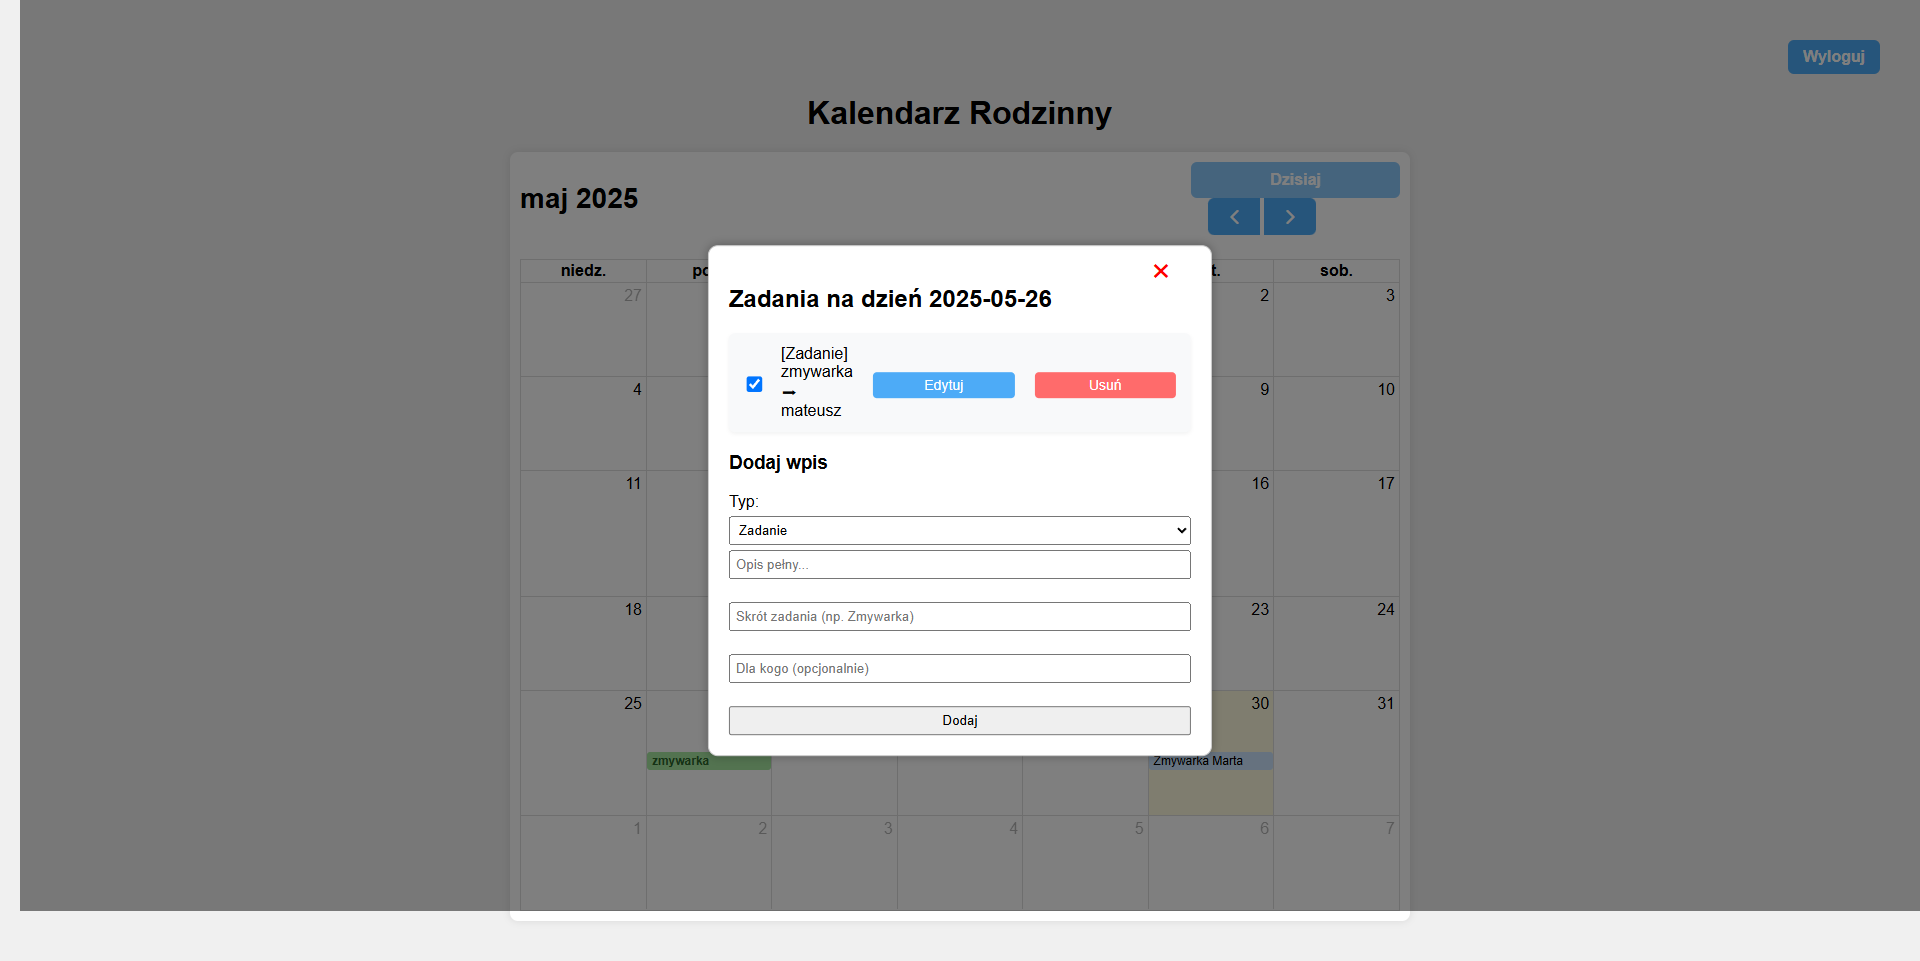 Wyloguj
Kalendarz Rodzinny
maj 2025
Dzisiaj
niedz. po t. sob.
27 2 3
Zadania na dzień 2025-05-26
[Zadanie]
zmywarka
➞
mateusz
Edytuj
Usuń
4 9 10
Dodaj wpis
11 16 17
Typ:
Zadanie
Opis pełny...
18 23 24
Skrót zadania (np. Zmywarka)
Dla kogo (opcjonalnie)
25 30 31
Dodaj
zmywarka
Zmywarka Marta
1 2 3 4 5 6 7